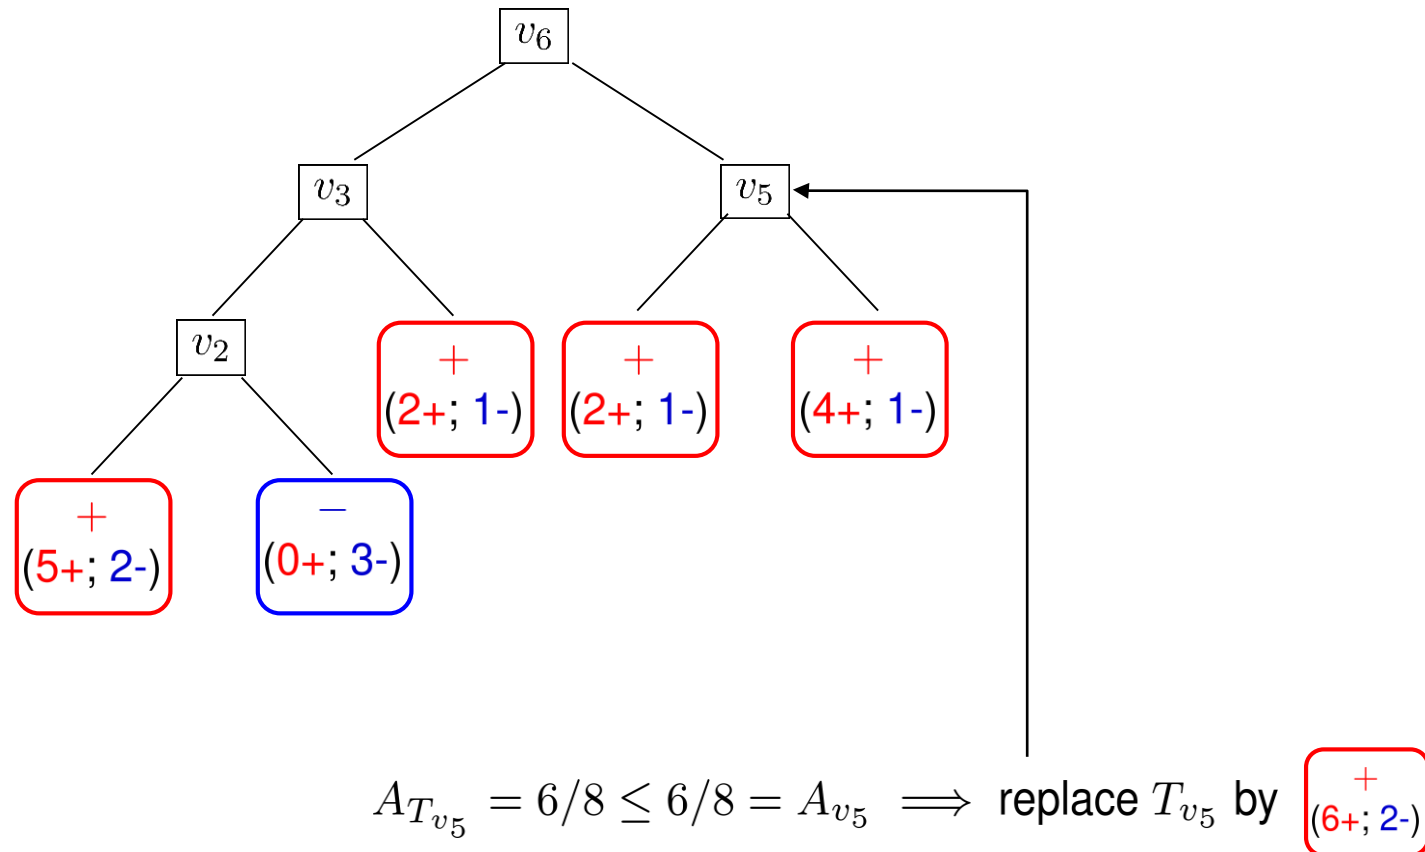 v₆
v₃
v₅
v₂
+
(2+; 1-)
+
(2+; 1-)
+
(4+; 1-)
+
(5+; 2-)
−
(0+; 3-)
A_{T_{v₅}} = 6/8 ≤ 6/8 = A_{v₅} ⟹ replace T_{v₅} by
+
(6+; 2-)